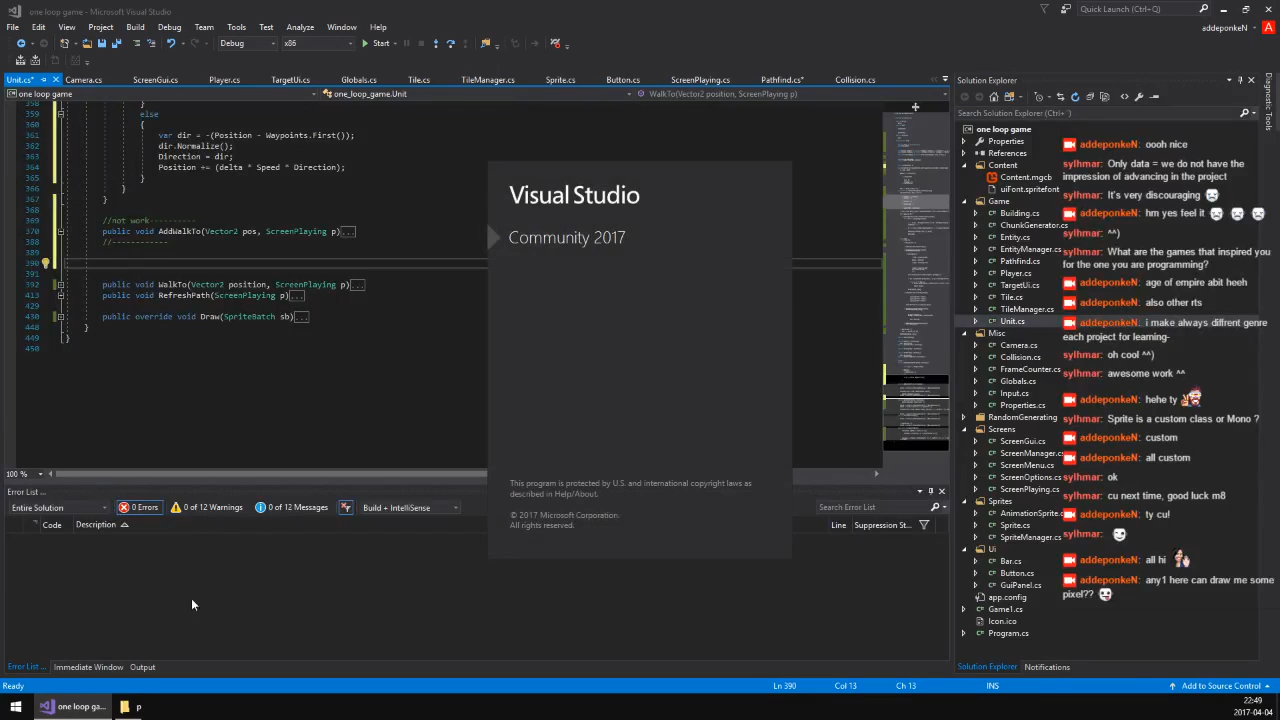 one loop game - Microsoft Visual Studio
Quick Launch (Ctrl+Q)
File Edit View Project Build Debug Team Tools Test Analyze Window Help
addeponkeN
A
Debug x86 Start
Unit.cs* Camera.cs ScreenGui.cs Player.cs TargetUi.cs Globals.cs Tile.cs TileManager.cs Sprite.cs Button.cs ScreenPlaying.cs Pathfind.cs* Collision.cs
one loop game one_loop_game.Unit WalkTo(Vector2 position, ScreenPlaying p)
358 }
359 else
360 {
361 var dir = -(Position - Waypoints.First());
362 dir.Normalize();
363 Direction =
364 Position += Speed * Direction);
365 }
366 }
367 }
368
369 //not work----------
370 public void AddWalkTo ScreenPlaying p)...
388
389
390
391
392 public void ScreenPlaying p)...
413 public void p)...
429
430 public override void Draw(SpriteBatch sb)...
448 }
449 }
450
100 %
Visual Studio
Community 2017
This program is protected by U.S. and international copyright laws as
described in Help/About.
© 2017 Microsoft Corporation.
All rights reserved.
Error List ...
Entire Solution 0 Errors 0 of 12 Warnings 0 of 12 Messages Build + IntelliSense Search Error List
Code Description Line Suppression St...
Error List ... Immediate Window Output
Solution Explorer
Search Solution Explorer (Ctrl+¨)
one loop game
Properties
References
Content
Content.mgcb
uiFont.spritefont
Game
Building.cs
ChunkGenerator.cs
Entity.cs
EntityManager.cs
Pathfind.cs
Player.cs
TargetUi.cs
Tile.cs
TileManager.cs
Unit.cs
Misc
Camera.cs
Collision.cs
FrameCounter.cs
Globals.cs
Input.cs
Properties.cs
RandomGenerating
Screens
ScreenGui.cs
ScreenManager.cs
ScreenMenu.cs
ScreenOptions.cs
ScreenPlaying.cs
Sprites
AnimationSprite.
Sprite.cs
SpriteManager.cs
Ui
Bar.cs
Button.cs
GuiPanel.cs
app.config
Game1.cs
Icon.ico
Program.cs
Solution Explorer Notifications
Diagnostic Tools
addeponkeN: oooh nice
sylhmar: Only data = we do not have the
impression of advancing in the project
sylhmar: It's very discouraging
addeponkeN: hm yw feel it
sylhmar: ^^)
sylhmar: What are the games that inspired you
for the one you are programming?
addeponkeN: age of empire abit heeh
addeponkeN: also other rts
addeponkeN: i make always diffrent genre
each project for learning-
sylhmar: oh cool ^^)
sylhmar: awesome work ^^
addeponkeN: hehe ty
sylhmar: Sprite is a custom class or Mono ?
addeponkeN: custom
addeponkeN: all custom
sylhmar: ok
sylhmar: cu next time, good luck m8
addeponkeN: ty cu!
sylhmar:
addeponkeN: all hi
addeponkeN: any1 here can draw me some
pixel??
Ready Ln 390 Col 13 Ch 13 INS Add to Source Control
one loop ga... p
22:49
2017-04-04